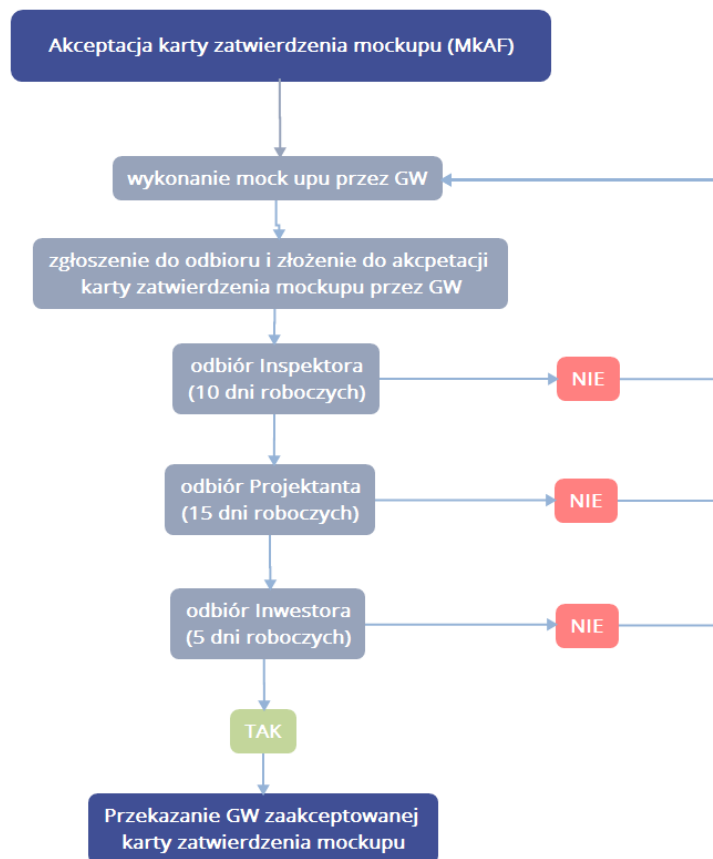 Akceptacja karty zatwierdzenia mockupu (MkAF)
wykonanie mock upu przez GW
zgłoszenie do odbioru i złożenie do akcpetacji
karty zatwierdzenia mockupu przez GW
odbiór Inspektora
(10 dni roboczych)
NIE
odbiór Projektanta
(15 dni roboczych)
NIE
odbiór Inwestora
(5 dni roboczych)
NIE
TAK
Przekazanie GW zaakceptowanej
karty zatwierdzenia mockupu